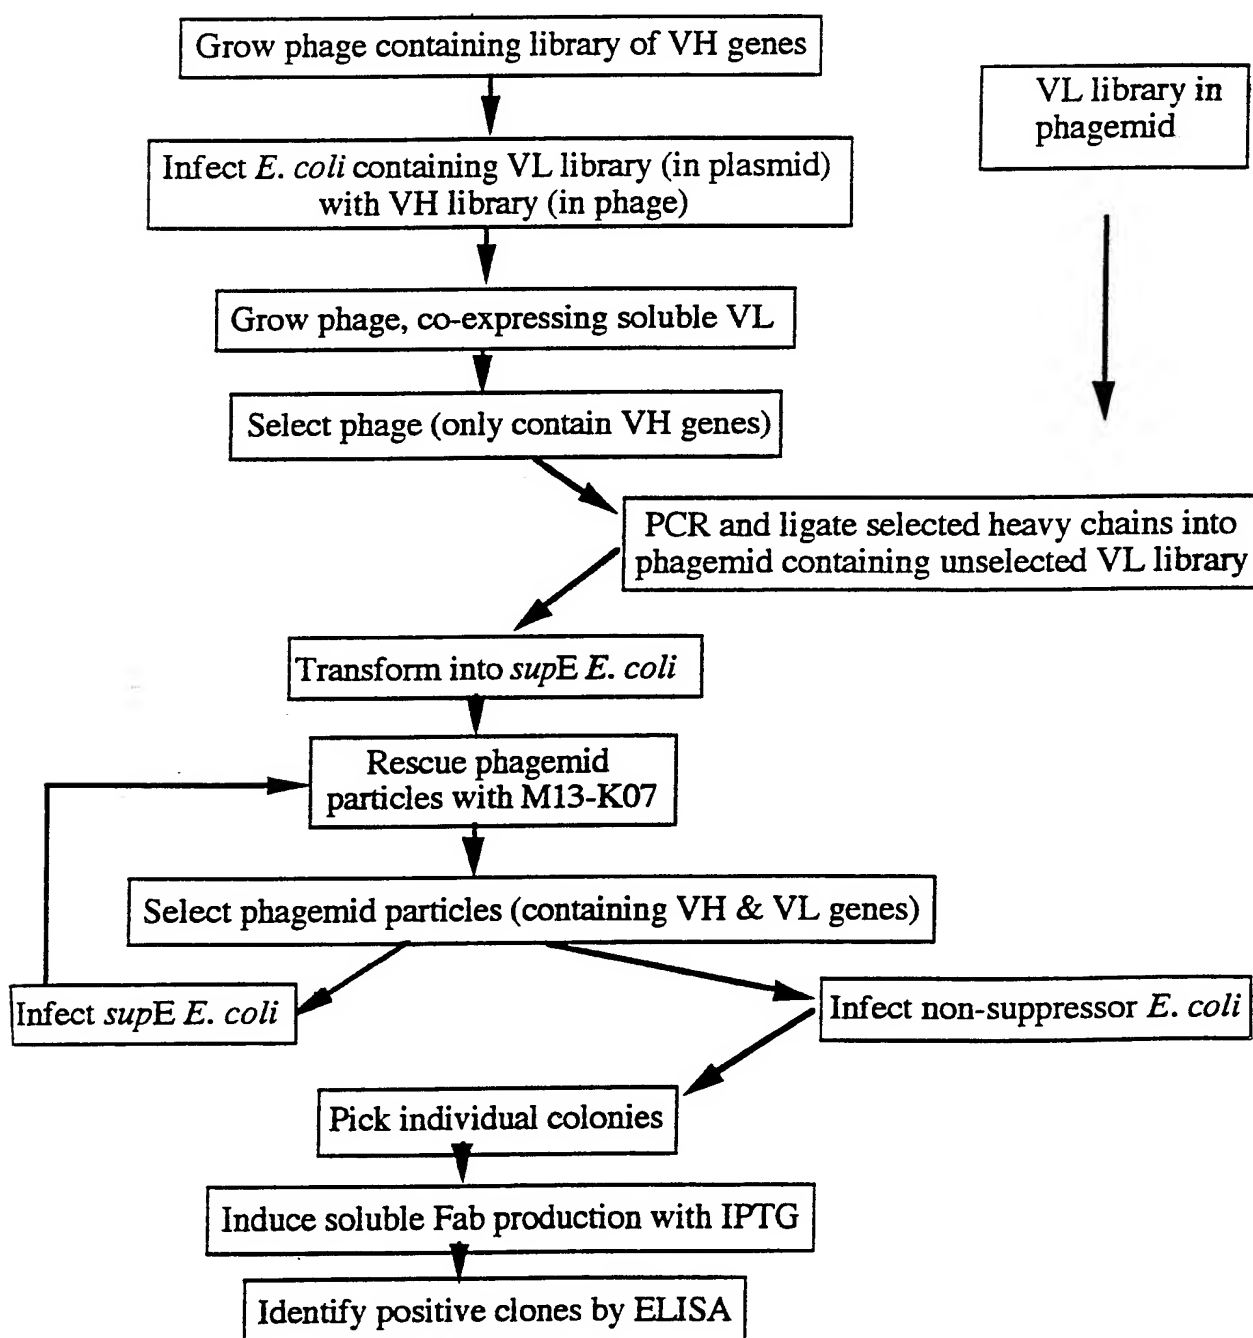 Grow phage containing library of VH genes
VL library in
phagemid
Infect E. coli containing VL library (in plasmid)
with VH library (in phage)
Grow phage, co-expressing soluble VL
Select phage (only contain VH genes)
PCR and ligate selected heavy chains into
phagemid containing unselected VL library
Transform into supE E. coli
Rescue phagemid
particles with M13-K07
Select phagemid particles (containing VH & VL genes)
Infect supE E. coli
Infect non-suppressor E. coli
Pick individual colonies
Induce soluble Fab production with IPTG
Identify positive clones by ELISA